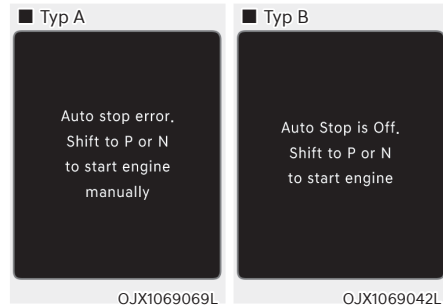 ■ Typ A
Auto stop error.
Shift to P or N
to start engine
manually
OJX1069069L
■ Typ B
Auto Stop is Off.
Shift to P or N
to start engine
OJX1069042L